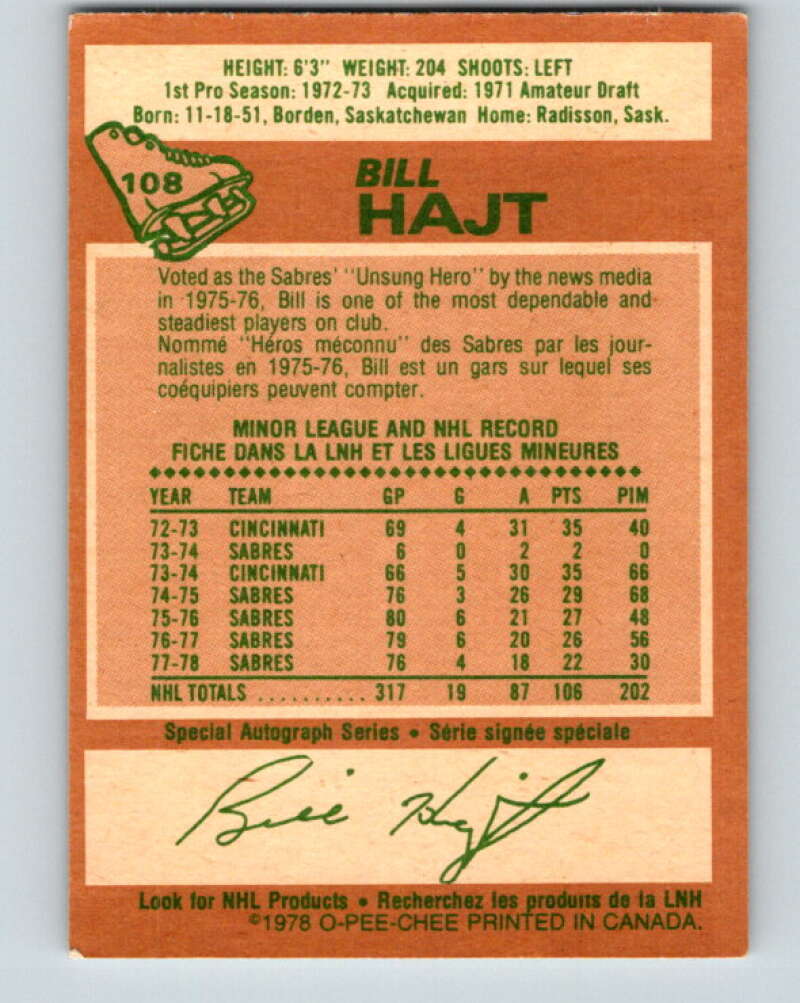 HEIGHT: 6'3" WEIGHT: 204 SHOOTS: LEFT
1st Pro Season: 1972-73 Acquired: 1971 Amateur Draft
Born: 11-18-51, Borden, Saskatchewan Home: Radisson, Sask.
108
BILL
HAJT
Voted as the Sabres' "Unsung Hero" by the news media
in 1975-76, Bill is one of the most dependable and
steadiest players on club.
Nommé "Héros méconnu" des Sabres par les jour-
nalistes en 1975-76, Bill est un gars sur lequel ses
coéquipiers peuvent compter.
MINOR LEAGUE AND NHL RECORD
FICHE DANS LA LNH ET LES LIGUES MINEURES
YEAR TEAM GP G A PTS PIM
72-73 CINCINNATI 69 4 31 35 40
73-74 SABRES 6 0 2 2 0
73-74 CINCINNATI 66 5 30 35 66
74-75 SABRES 76 3 26 29 68
75-76 SABRES 80 6 21 27 48
76-77 SABRES 79 6 20 26 56
77-78 SABRES 76 4 18 22 30
NHL TOTALS .......... 317 19 87 106 202
Special Autograph Series • Série signée spéciale
Bill Hajt
Look for NHL Products • Recherchez les produits de la LNH
©1978 O-PEE-CHEE PRINTED IN CANADA.